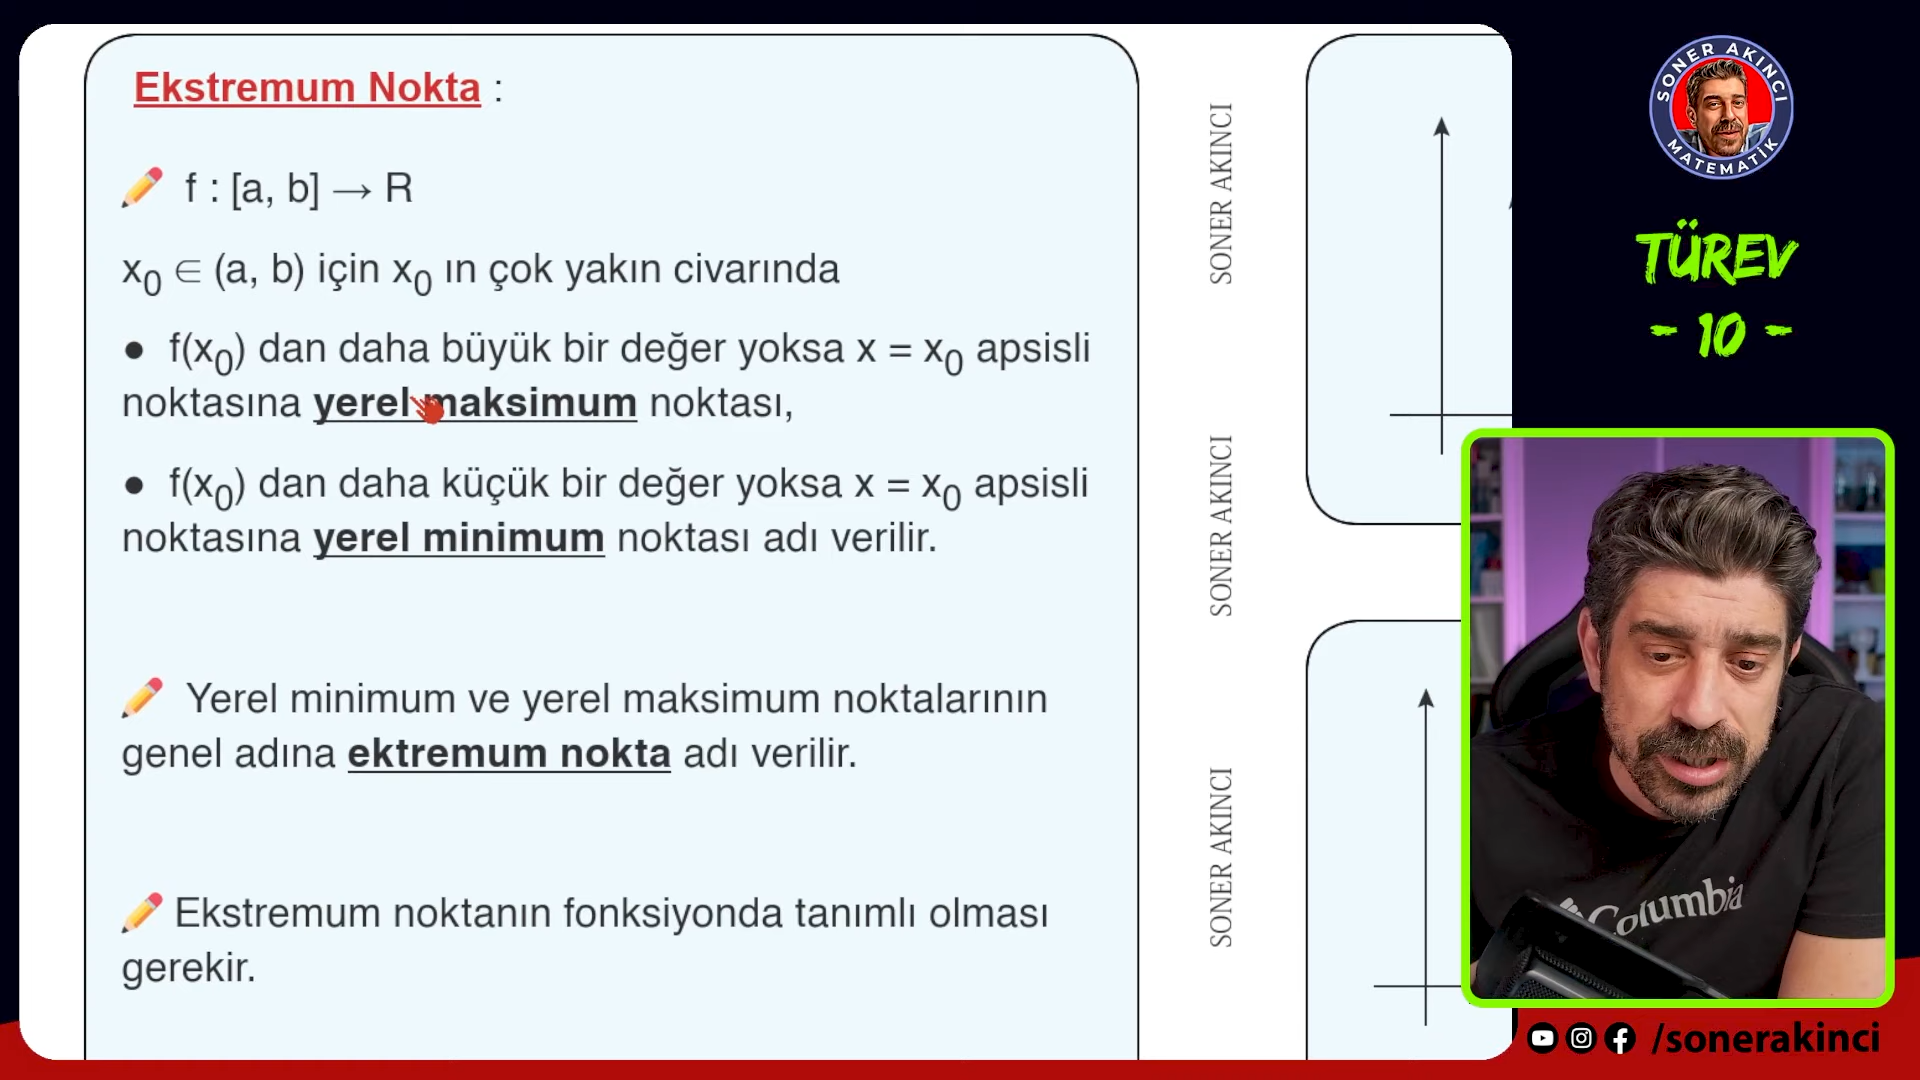 Ekstremum Nokta :
f : [a, b] → R
x₀ ∈ (a, b) için x₀ ın çok yakın civarında
● f(x₀) dan daha büyük bir değer yoksa x = x₀ apsisli
noktasına yerel maksimum noktası,
● f(x₀) dan daha küçük bir değer yoksa x = x₀ apsisli
noktasına yerel minimum noktası adı verilir.
Yerel minimum ve yerel maksimum noktalarının
genel adına ektremum nokta adı verilir.
Ekstremum noktanın fonksiyonda tanımlı olması
gerekir.
SONER AKINCI
SONER AKINCI
SONER AKINCI
SONER AKINCI
MATEMATİK
TÜREV
- 10 -
Columbia
/sonerakinci